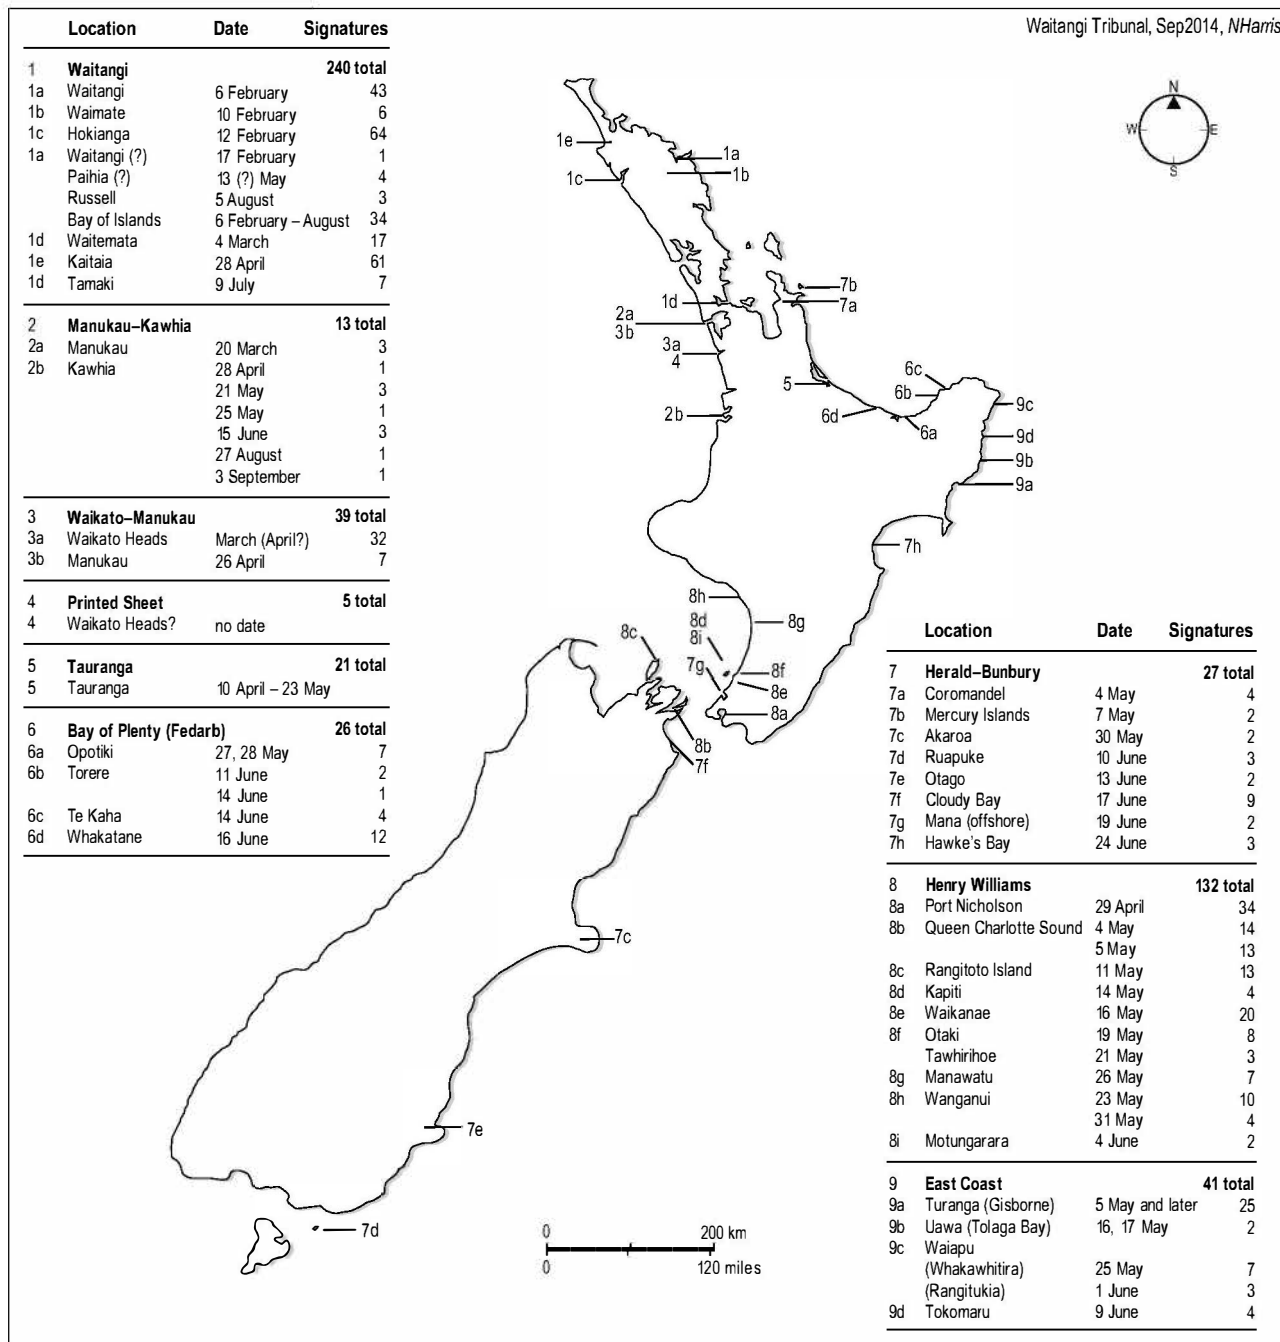 Waitangi Tribunal, Sep2014, NHarris
Location Date Signatures
1 Waitangi 240 total
1a Waitangi 6 February 43
1b Waimate 10 February 6
1c Hokianga 12 February 64
1a Waitangi (?) 17 February 1
Paihia (?) 13 (?) May 4
Russell 5 August 3
Bay of Islands 6 February – August 34
1d Waitemata 4 March 17
1e Kaitaia 28 April 61
1d Tamaki 9 July 7
2 Manukau–Kawhia 13 total
2a Manukau 20 March 3
2b Kawhia 28 April 1
21 May 3
25 May 1
15 June 3
27 August 1
3 September 1
3 Waikato–Manukau 39 total
3a Waikato Heads March (April?) 32
3b Manukau 26 April 7
4 Printed Sheet 5 total
4 Waikato Heads? no date
5 Tauranga 21 total
5 Tauranga 10 April – 23 May
6 Bay of Plenty (Fedarb) 26 total
6a Opotiki 27, 28 May 7
6b Torere 11 June 2
14 June 1
6c Te Kaha 14 June 4
6d Whakatane 16 June 12
N
W E
S
1e
1a
1b
1c
7b
1d
7a
2a
3b
3a
4
5
6c
6b
9c
2b
6d
6a
9d
9b
9a
7h
8h
8d
8g
8c
8i
7g
8f
8e
8a
8b
7f
7c
7e
7d
0 200 km
0 120 miles
Location Date Signatures
7 Herald–Bunbury 27 total
7a Coromandel 4 May 4
7b Mercury Islands 7 May 2
7c Akaroa 30 May 2
7d Ruapuke 10 June 3
7e Otago 13 June 2
7f Cloudy Bay 17 June 9
7g Mana (offshore) 19 June 2
7h Hawke's Bay 24 June 3
8 Henry Williams 132 total
8a Port Nicholson 29 April 34
8b Queen Charlotte Sound 4 May 14
5 May 13
8c Rangitoto Island 11 May 13
8d Kapiti 14 May 4
8e Waikanae 16 May 20
8f Otaki 19 May 8
Tawhirihoe 21 May 3
8g Manawatu 26 May 7
8h Wanganui 23 May 10
31 May 4
8i Motungarara 4 June 2
9 East Coast 41 total
9a Turanga (Gisborne) 5 May and later 25
9b Uawa (Tolaga Bay) 16, 17 May 2
9c Waiapu
(Whakawhitira) 25 May 7
(Rangitukia) 1 June 3
9d Tokomaru 9 June 4